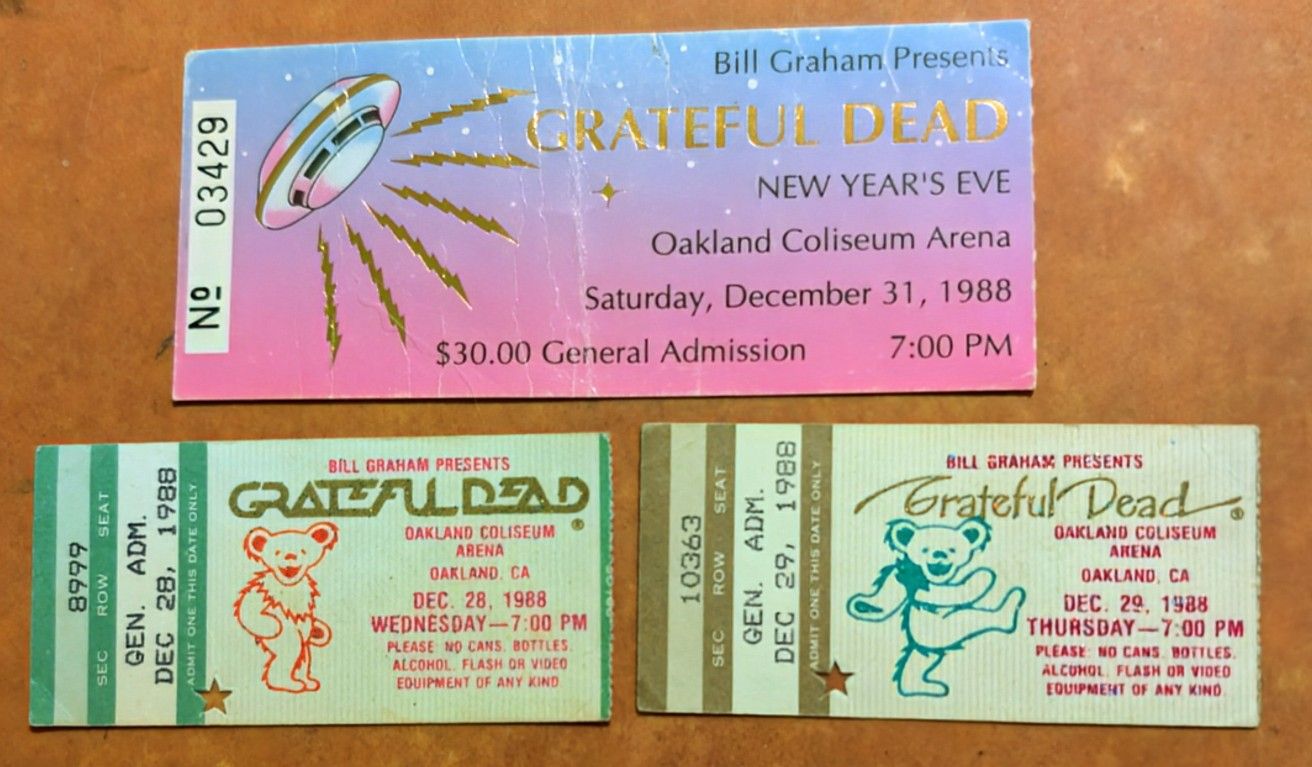 Nº 03429
Bill Graham Presents
GRATEFUL DEAD
NEW YEAR'S EVE
Oakland Coliseum Arena
Saturday, December 31, 1988
$30.00 General Admission 7:00 PM
8999
SEC ROW SEAT
GEN. ADM.
DEC 28, 1988
ADMIT ONE THIS DATE ONLY
BILL GRAHAM PRESENTS
GRATEFUL DEAD®
OAKLAND COLISEUM
ARENA
OAKLAND, CA
DEC. 28, 1988
WEDNESDAY—7:00 PM
PLEASE: NO CANS, BOTTLES,
ALCOHOL, FLASH OR VIDEO
EQUIPMENT OF ANY KIND.
10363
SEC ROW SEAT
GEN. ADM.
DEC 29, 1988
ADMIT ONE THIS DATE ONLY
BILL GRAHAM PRESENTS
Grateful Dead®
OAKLAND COLISEUM
ARENA
OAKLAND, CA
DEC. 29, 1988
THURSDAY—7:00 PM
PLEASE: NO CANS, BOTTLES,
ALCOHOL, FLASH OR VIDEO
EQUIPMENT OF ANY KIND.